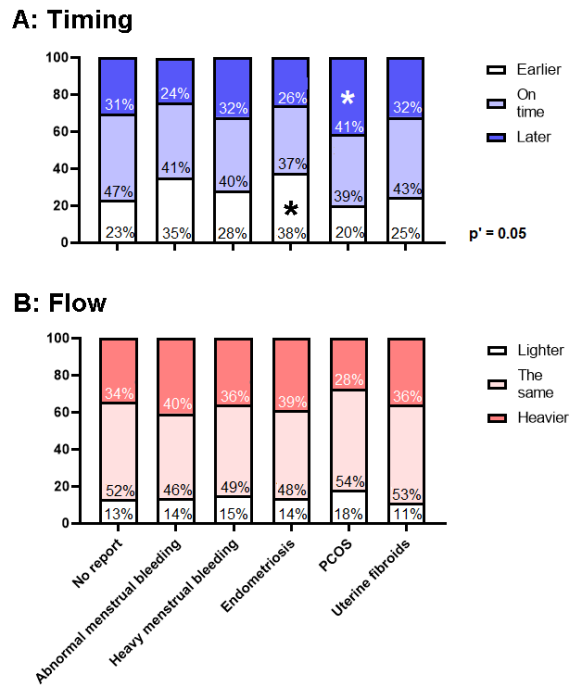 A: Timing
100
80
60
40
20
0
31% 24% 32% 26% * 41% 32%
47% 41% 40% 37% 39% 43%
23% 35% 28% * 38% 20% 25%
Earlier
On
time
Later
p' = 0.05
B: Flow
100
80
60
40
20
0
34% 40% 36% 39% 28% 36%
52% 46% 49% 48% 54% 53%
13% 14% 15% 14% 18% 11%
Lighter
The
same
Heavier
No report
Abnormal menstrual bleeding
Heavy menstrual bleeding
Endometriosis
PCOS
Uterine fibroids